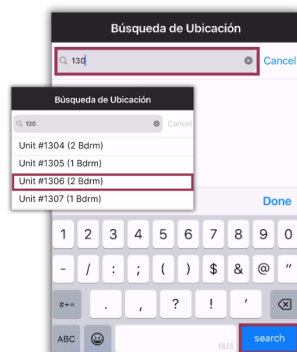 Búsqueda de Ubicación
130
Cancel
Búsqueda de Ubicación
130
Cancel
Unit #1304 (2 Bdrm)
Unit #1305 (1 Bdrm)
Unit #1306 (2 Bdrm)
Unit #1307 (1 Bdrm)
Done
1 2 3 4 5 6 7 8 9 0
- / : ; ( ) $ & @ "
#+= . , ? ! '
ABC EN ES search